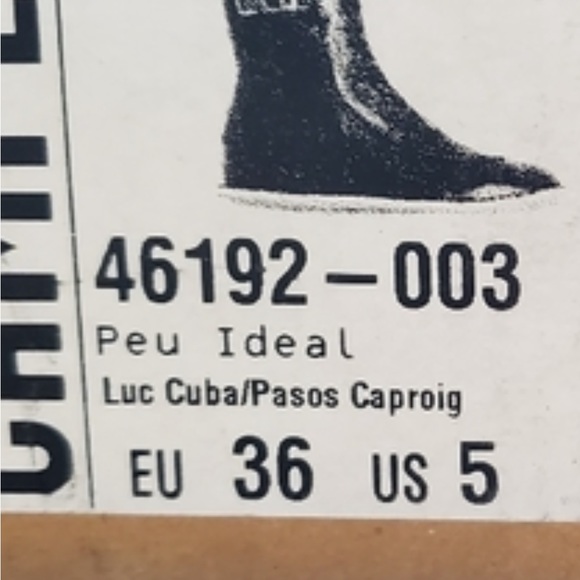 46192-003
Peu Ideal
Luc Cuba/Pasos Caproig
EU 36 US 5